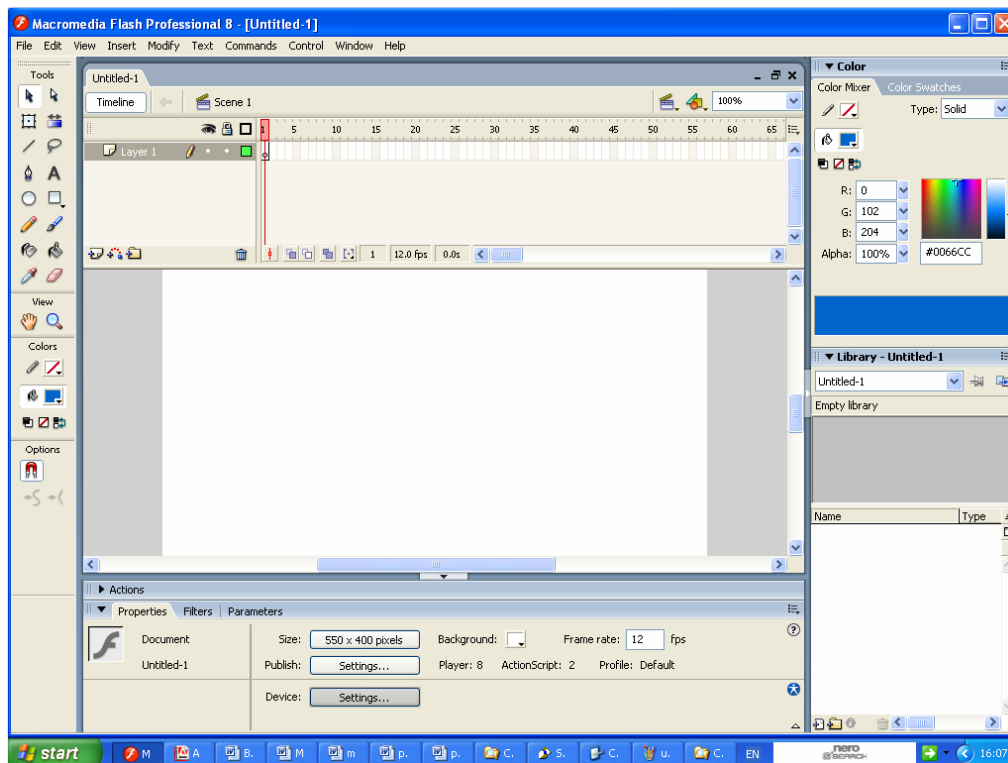 Macromedia Flash Professional 8 - [Untitled-1]
File Edit View Insert Modify Text Commands Control Window Help
Tools
View
Colors
Options
Untitled-1
Timeline
Scene 1
100%
1 5 10 15 20 25 30 35 40 45 50 55 60 65
Layer 1
1 12.0 fps 0.0s
Actions
Properties Filters Parameters
Document
Untitled-1
Size: 550 x 400 pixels Background: Frame rate: 12 fps
Publish: Settings... Player: 8 ActionScript: 2 Profile: Default
Device: Settings...
Color
Color Mixer Color Swatches
Type: Solid
R: 0
G: 102
B: 204
Alpha: 100% #0066CC
Library - Untitled-1
Untitled-1
Empty library
Name Type
start M A B. M m p. p. C. S. C. u. C. EN nero SEARCH 16:07